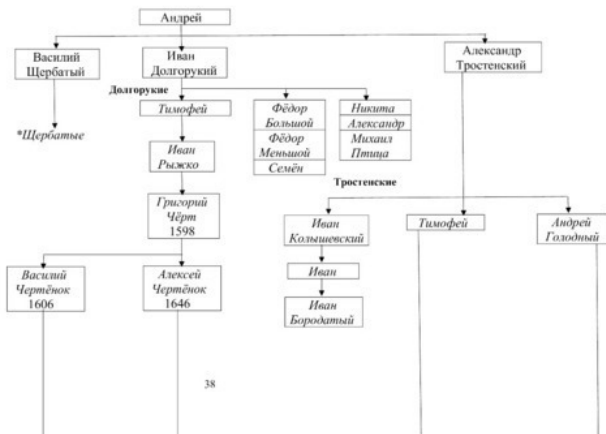 Андрей
Василий
Щербатый
Иван
Долгорукий
Александр
Тростенский
Долгорукие
*Щербатые
Тимофей
Фёдор
Большой
Фёдор
Меньшой
Семён
Никита
Александр
Михаил
Птица
Иван
Рыжко
Тростенские
Григорий
Чёрт
1598
Иван
Колышевский
Тимофей
Андрей
Голодный
Василий
Чертёнок
1606
Алексей
Чертёнок
1646
Иван
Иван
Бородатый
38